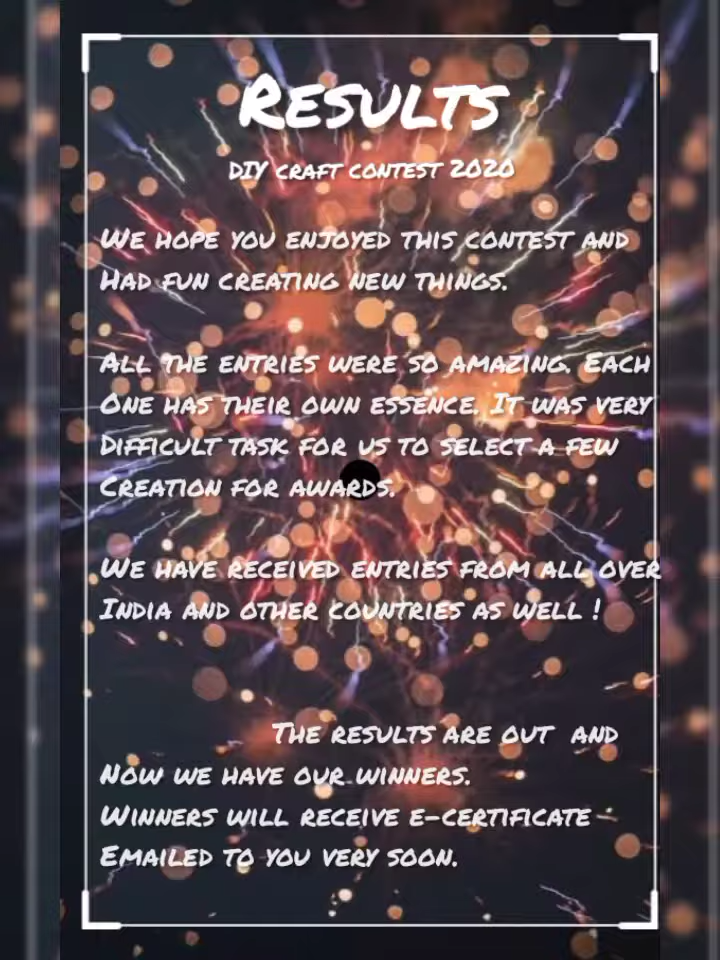 Results
DIY craft contest 2020
We hope you enjoyed this contest and
Had fun creating new things.
All the entries were so amazing. Each
One has their own essence. It was very
Difficult task for us to select a few
Creation for awards.
We have received entries from all over
India and other countries as well !
The results are out and
Now we have our winners.
Winners will receive e-certificate
Emailed to you very soon.